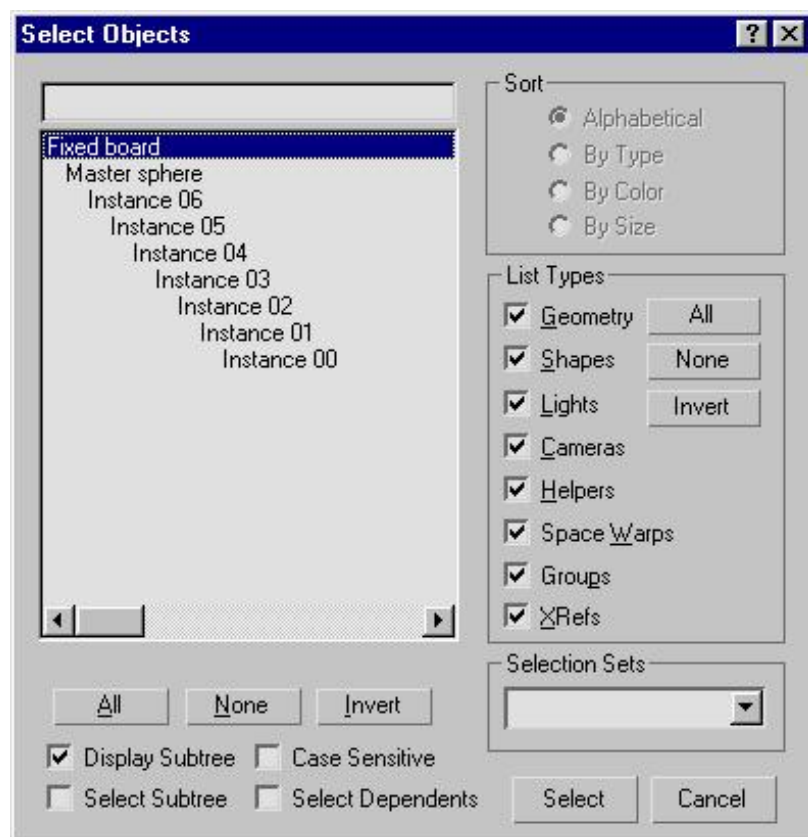 Select Objects
Fixed board
Master sphere
Instance 06
Instance 05
Instance 04
Instance 03
Instance 02
Instance 01
Instance 00
All None Invert
Display Subtree Case Sensitive
Select Subtree Select Dependents
Sort
Alphabetical
By Type
By Color
By Size
List Types
Geometry All
Shapes None
Lights Invert
Cameras
Helpers
Space Warps
Groups
XRefs
Selection Sets
Select Cancel